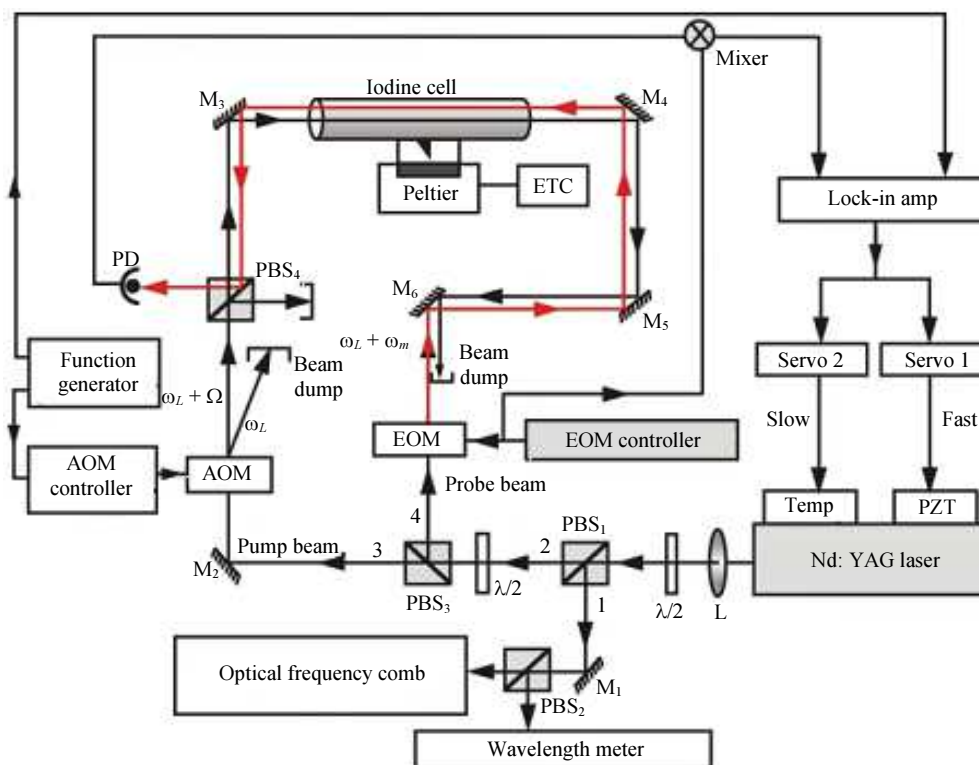 Mixer
Iodine cell
M3
M4
Peltier
ETC
Lock-in amp
PD
PBS4
M6
M5
ωL + ωm
Beam
dump
Function
generator
Beam
dump
ωL + Ω
ωL
Servo 2
Servo 1
Slow
Fast
EOM
EOM controller
AOM
controller
AOM
Probe beam
4
Temp
PZT
PBS1
Pump beam
3
2
Nd: YAG laser
M2
PBS3
λ/2
1
λ/2
L
Optical frequency comb
M1
PBS2
Wavelength meter